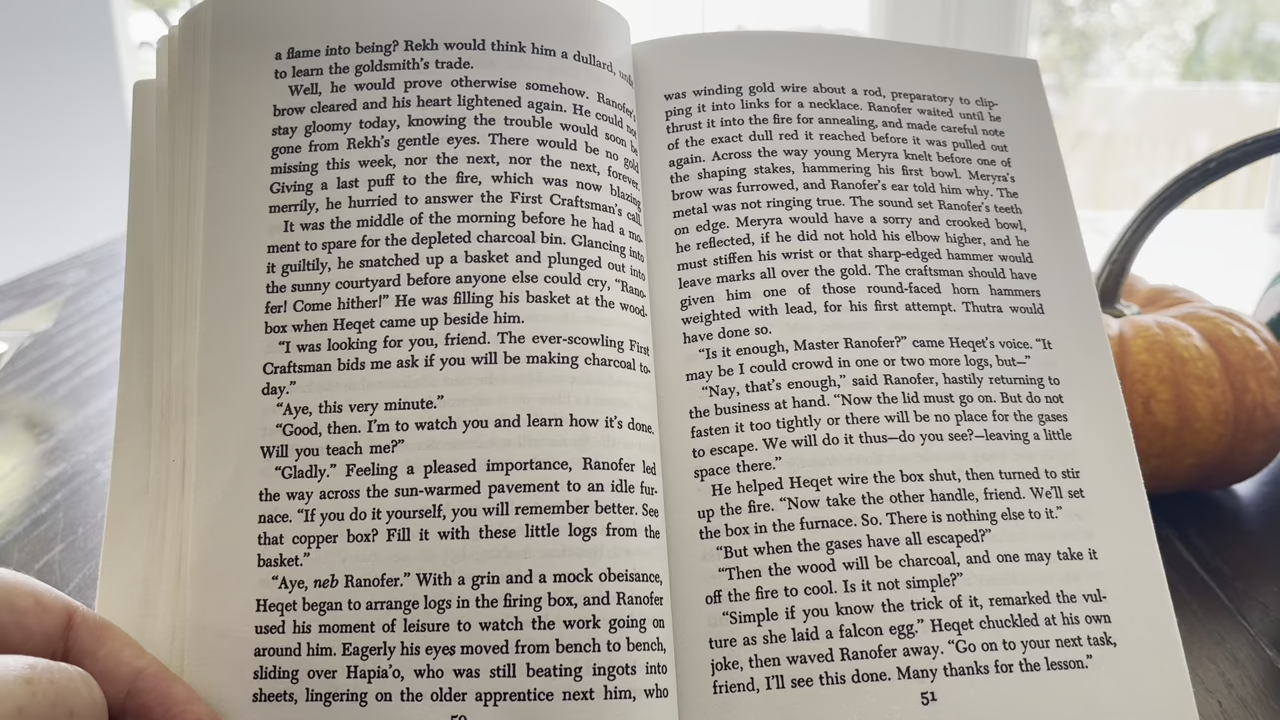 a flame into being? Rekh would think him a dullard, unfit
to learn the goldsmith's trade.
Well, he would prove otherwise somehow. Ranofer's
brow cleared and his heart lightened again. He could not
stay gloomy today, knowing the trouble would soon be
gone from Rekh's gentle eyes. There would be no gold
missing this week, nor the next, nor the next, forever.
Giving a last puff to the fire, which was now blazing
merrily, he hurried to answer the First Craftsman's call.
It was the middle of the morning before he had a mo-
ment to spare for the depleted charcoal bin. Glancing into
it guiltily, he snatched up a basket and plunged out into
the sunny courtyard before anyone else could cry, "Rano-
fer! Come hither!" He was filling his basket at the wood-
box when Heqet came up beside him.
"I was looking for you, friend. The ever-scowling First
Craftsman bids me ask if you will be making charcoal to-
day."
"Aye, this very minute."
"Good, then. I'm to watch you and learn how it's done.
Will you teach me?"
"Gladly." Feeling a pleased importance, Ranofer led
the way across the sun-warmed pavement to an idle fur-
nace. "If you do it yourself, you will remember better. See
that copper box? Fill it with these little logs from the
basket."
"Aye, neb Ranofer." With a grin and a mock obeisance,
Heqet began to arrange logs in the firing box, and Ranofer
used his moment of leisure to watch the work going on
around him. Eagerly his eyes moved from bench to bench,
sliding over Hapia'o, who was still beating ingots into
sheets, lingering on the older apprentice next him, who
50
was winding gold wire about a rod, preparatory to clip-
ping it into links for a necklace. Ranofer waited until he
thrust it into the fire for annealing, and made careful note
of the exact dull red it reached before it was pulled out
again. Across the way young Meryra knelt before one of
the shaping stakes, hammering his first bowl. Meryra's
brow was furrowed, and Ranofer's ear told him why. The
metal was not ringing true. The sound set Ranofer's teeth
on edge. Meryra would have a sorry and crooked bowl,
he reflected, if he did not hold his elbow higher, and he
must stiffen his wrist or that sharp-edged hammer would
leave marks all over the gold. The craftsman should have
given him one of those round-faced horn hammers
weighted with lead, for his first attempt. Thutra would
have done so.
"Is it enough, Master Ranofer?" came Heqet's voice. "It
may be I could crowd in one or two more logs, but—"
"Nay, that's enough," said Ranofer, hastily returning to
the business at hand. "Now the lid must go on. But do not
fasten it too tightly or there will be no place for the gases
to escape. We will do it thus—do you see?—leaving a little
space there."
He helped Heqet wire the box shut, then turned to stir
up the fire. "Now take the other handle, friend. We'll set
the box in the furnace. So. There is nothing else to it."
"But when the gases have all escaped?"
"Then the wood will be charcoal, and one may take it
off the fire to cool. Is it not simple?"
"Simple if you know the trick of it, remarked the vul-
ture as she laid a falcon egg." Heqet chuckled at his own
joke, then waved Ranofer away. "Go on to your next task,
friend, I'll see this done. Many thanks for the lesson."
51